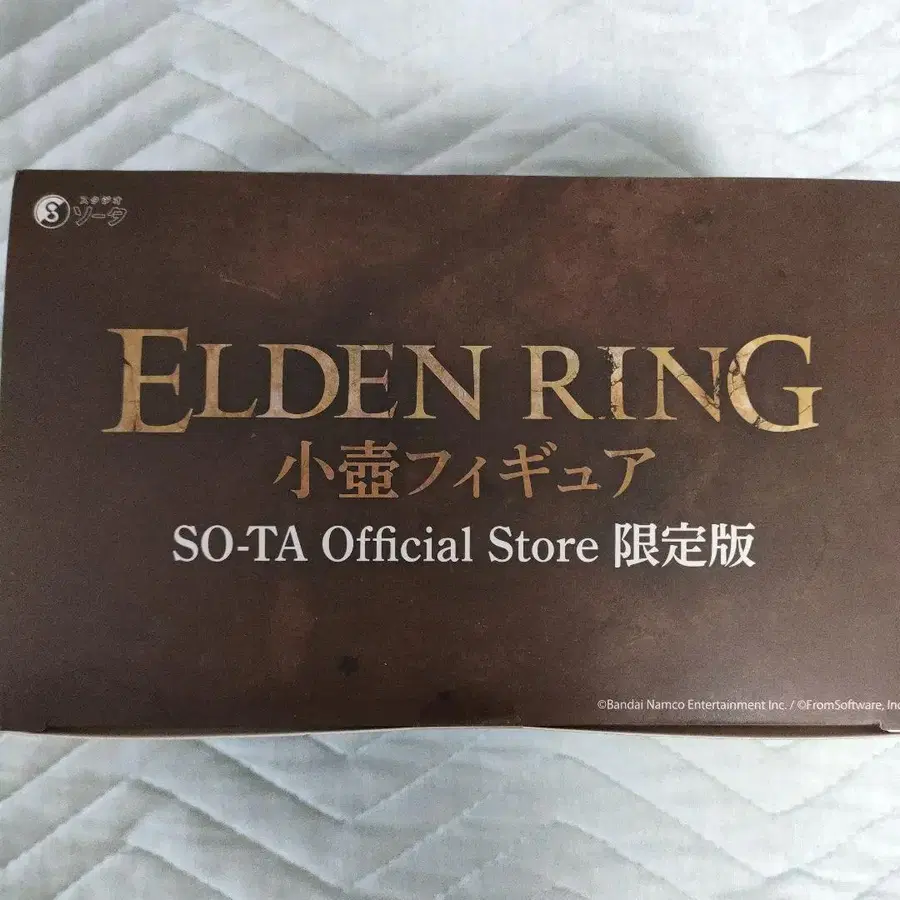 スタジオ
ソータ
ELDEN RING
小壺フィギュア
SO-TA Official Store 限定版
©Bandai Namco Entertainment Inc. / ©FromSoftware, Inc